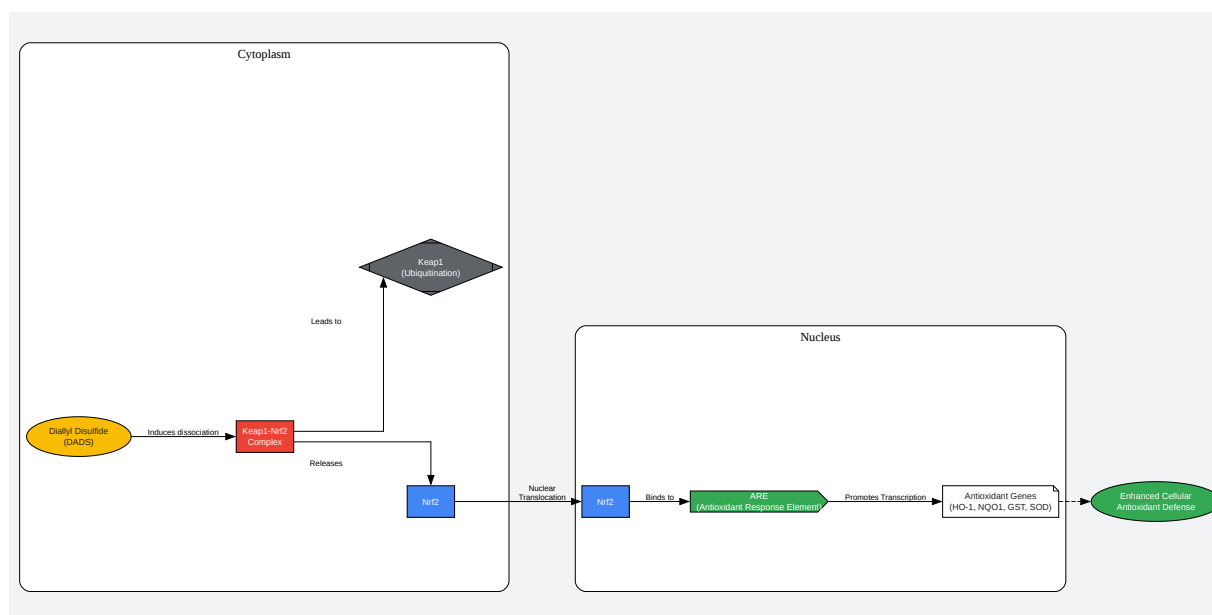 Cytoplasm
Keap1
(Ubiquitination)
Leads to
Nucleus
Diallyl Disulfide
(DADS)
Induces dissociation
Keap1-Nrf2
Complex
Releases
Nrf2
Nuclear
Translocation
Nrf2
Binds to
ARE
(Antioxidant Response Element)
Promotes Transcription
Antioxidant Genes
(HO-1, NQO1, GST, SOD)
Enhanced Cellular
Antioxidant Defense